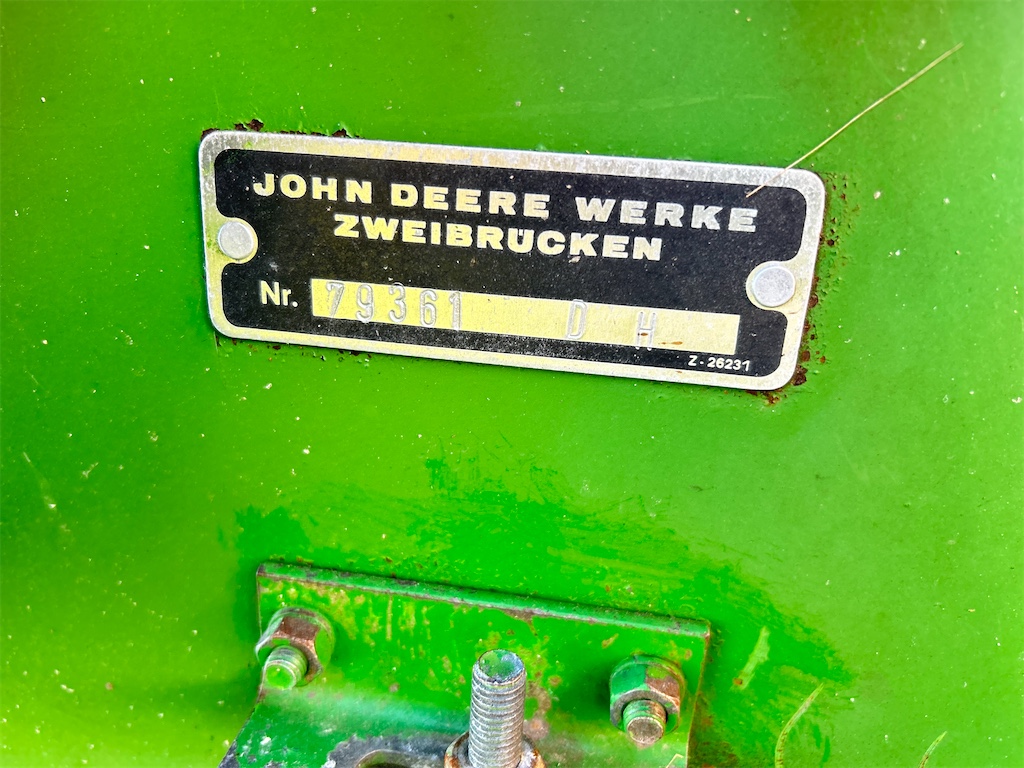 JOHN DEERE WERKE
ZWEIBRÜCKEN
Nr. 79361 D H
Z - 26231